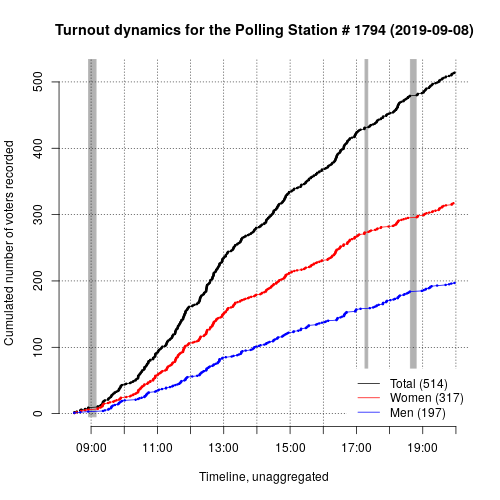 Turnout dynamics for the Polling Station # 1794 (2019-09-08)
Cumulated number of voters recorded
500
400
300
200
100
0
Total (514)
Women (317)
Men (197)
09:00 11:00 13:00 15:00 17:00 19:00
Timeline, unaggregated